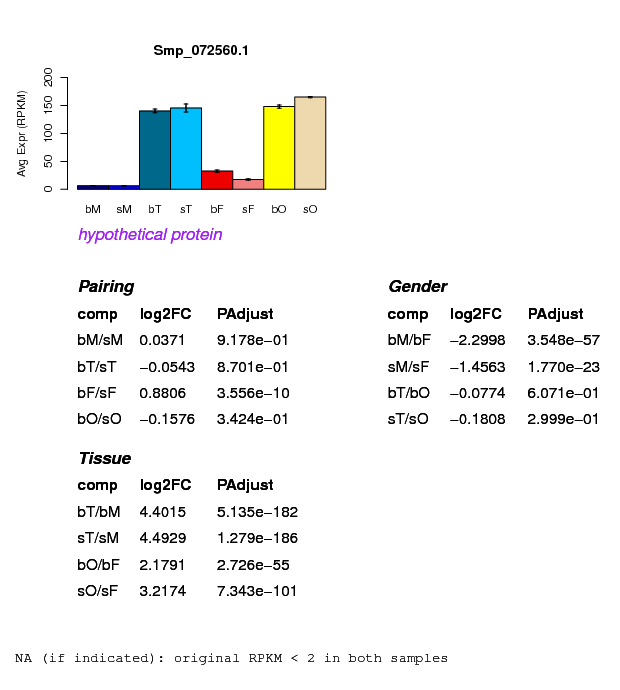 Smp_072560.1
Avg Expr (RPKM)
200
150
100
50
0
bM sM bT sT bF sF bO sO
hypothetical protein
Pairing
comp log2FC PAdjust
bM/sM 0.0371 9.178e−01
bT/sT −0.0543 8.701e−01
bF/sF 0.8806 3.556e−10
bO/sO −0.1576 3.424e−01
Gender
comp log2FC PAdjust
bM/bF −2.2998 3.548e−57
sM/sF −1.4563 1.770e−23
bT/bO −0.0774 6.071e−01
sT/sO −0.1808 2.999e−01
Tissue
comp log2FC PAdjust
bT/bM 4.4015 5.135e−182
sT/sM 4.4929 1.279e−186
bO/bF 2.1791 2.726e−55
sO/sF 3.2174 7.343e−101
NA (if indicated): original RPKM < 2 in both samples